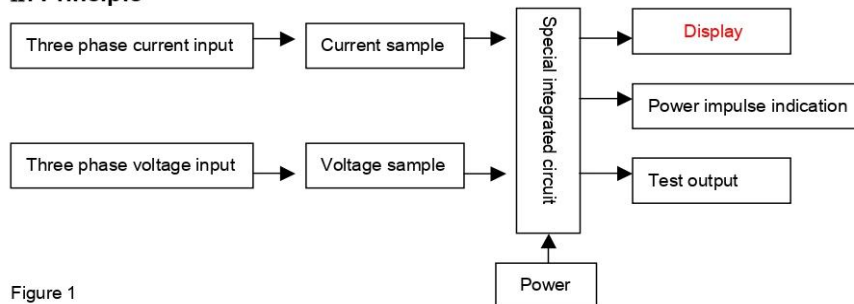 Principle
Three phase current input
Current sample
Special integrated circuit
Display
Power impulse indication
Three phase voltage input
Voltage sample
Test output
Power
Figure 1